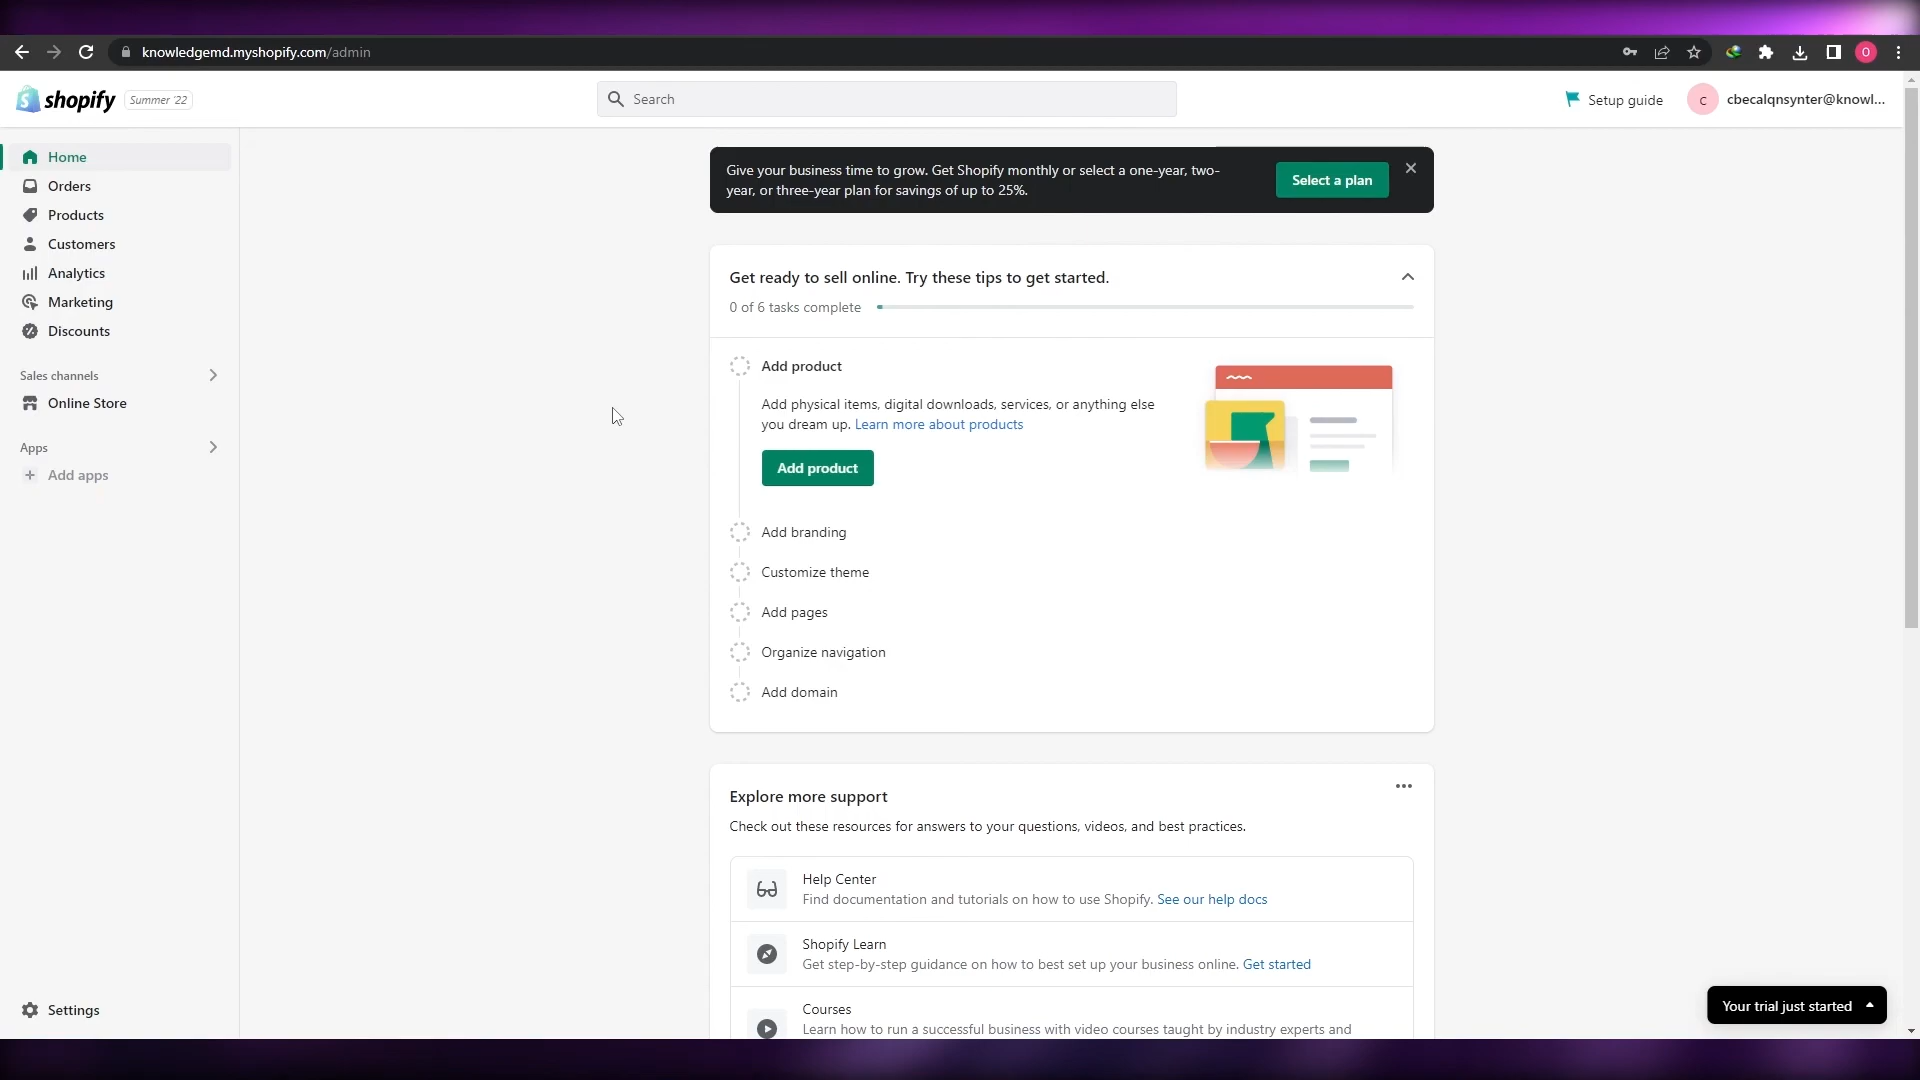 knowledgemd.myshopify.com/admin
O
shopify Summer '22
Search
Setup guide
c
cbecalqnsynter@knowl...
Home
Orders
Products
Customers
Analytics
Marketing
Discounts
Sales channels
Online Store
Apps
+ Add apps
Settings
Give your business time to grow. Get Shopify monthly or select a one-year, two-
year, or three-year plan for savings of up to 25%.
Select a plan
Get ready to sell online. Try these tips to get started.
0 of 6 tasks complete
Add product
Add physical items, digital downloads, services, or anything else
you dream up. Learn more about products
Add product
Add branding
Customize theme
Add pages
Organize navigation
Add domain
Explore more support
Check out these resources for answers to your questions, videos, and best practices.
Help Center
Find documentation and tutorials on how to use Shopify. See our help docs
Shopify Learn
Get step-by-step guidance on how to best set up your business online. Get started
Courses
Learn how to run a successful business with video courses taught by industry experts and
Your trial just started